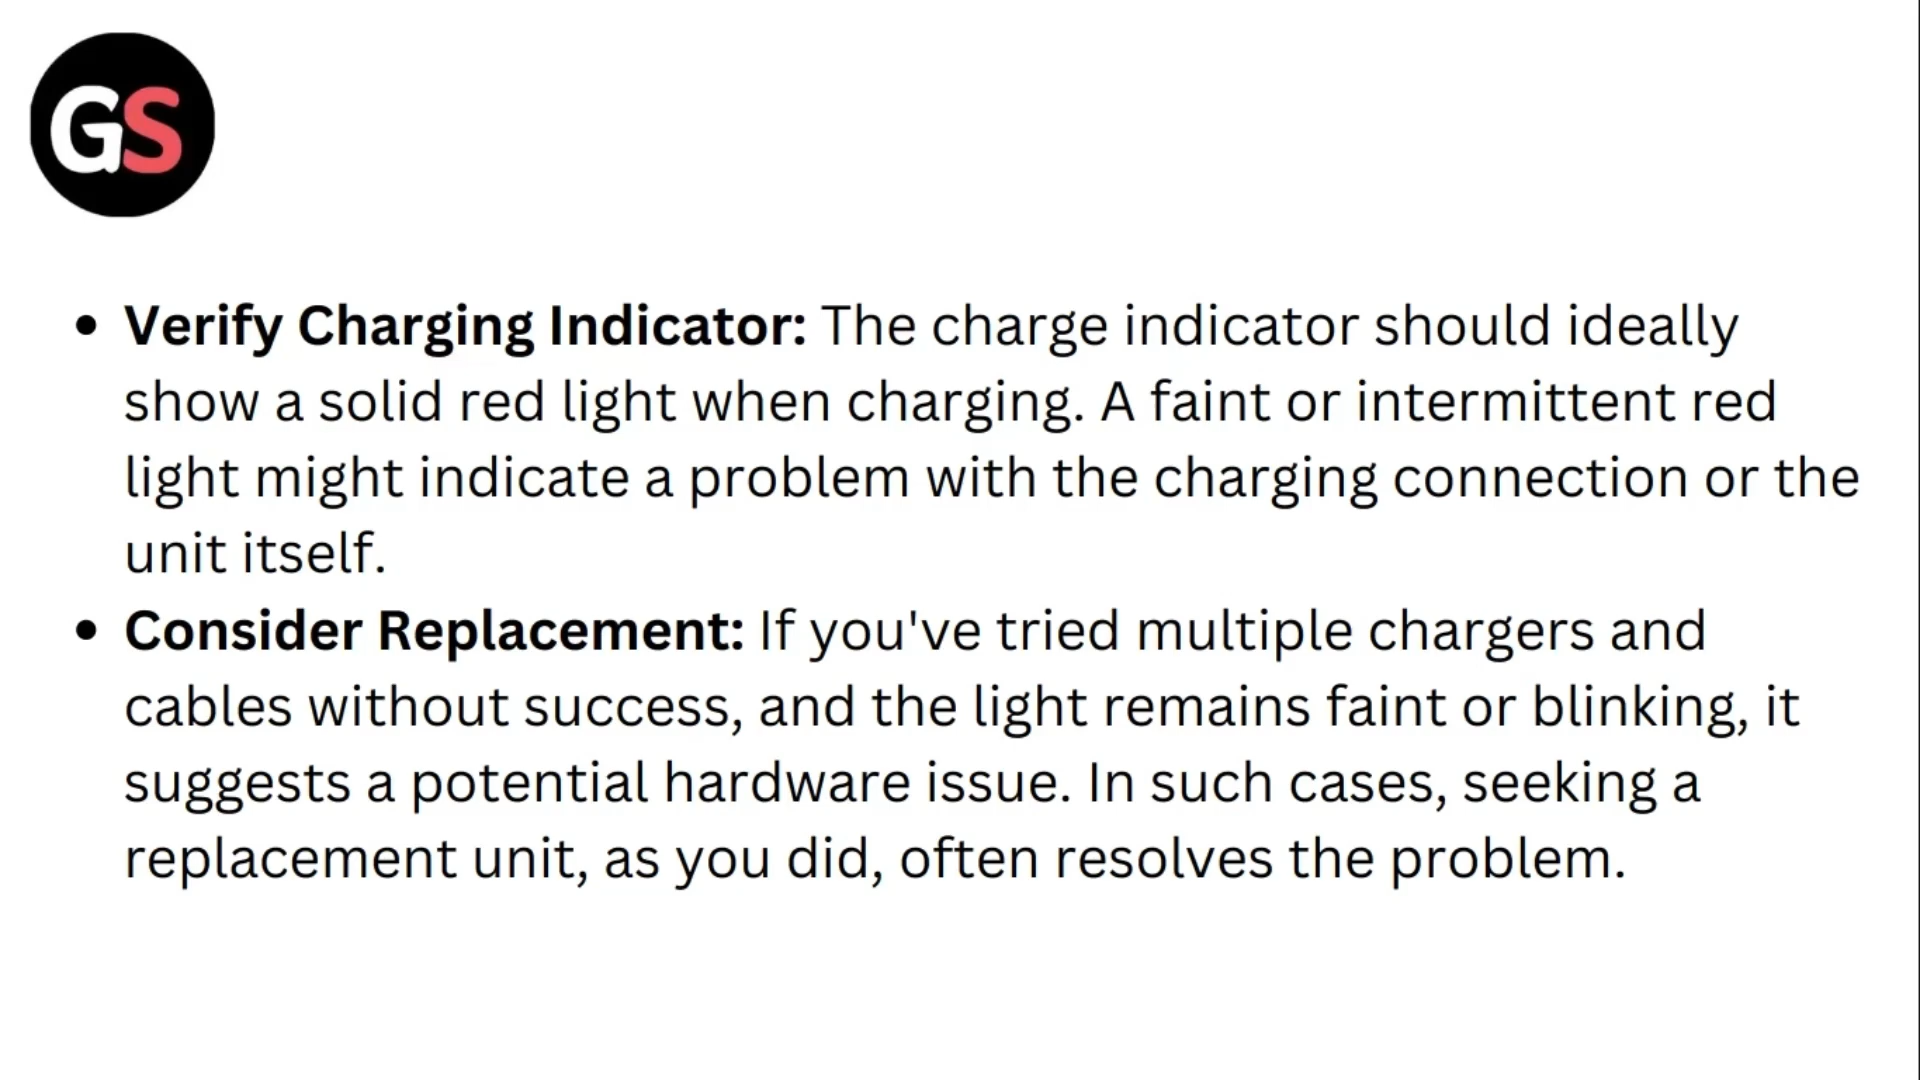 GS
• Verify Charging Indicator: The charge indicator should ideally
show a solid red light when charging. A faint or intermittent red
light might indicate a problem with the charging connection or the
unit itself.
• Consider Replacement: If you've tried multiple chargers and
cables without success, and the light remains faint or blinking, it
suggests a potential hardware issue. In such cases, seeking a
replacement unit, as you did, often resolves the problem.